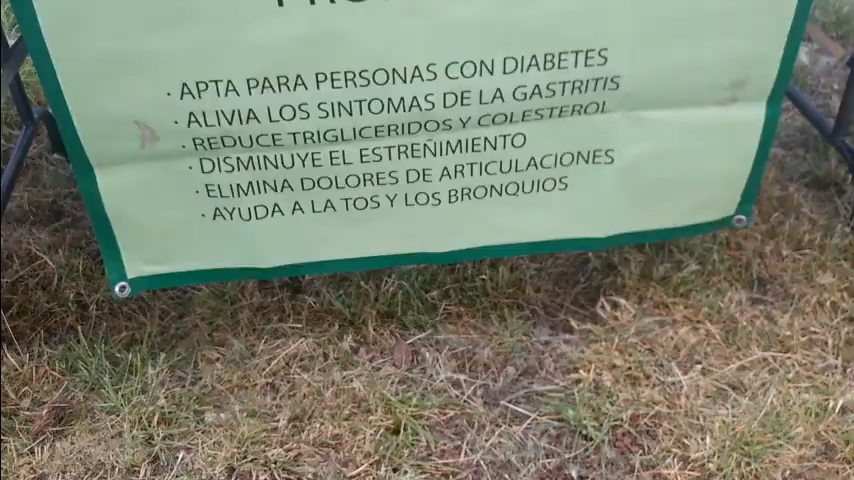 · APTA PARA PERSONAS CON DIABETES
· ALIVIA LOS SINTOMAS DE LA GASTRITIS
· REDUCE TRIGLICERIDOS Y COLESTEROL
· DISMINUYE EL ESTREÑIMIENTO
· ELIMINA DOLORES DE ARTICULACIONES
· AYUDA A LA TOS Y LOS BRONQUIOS